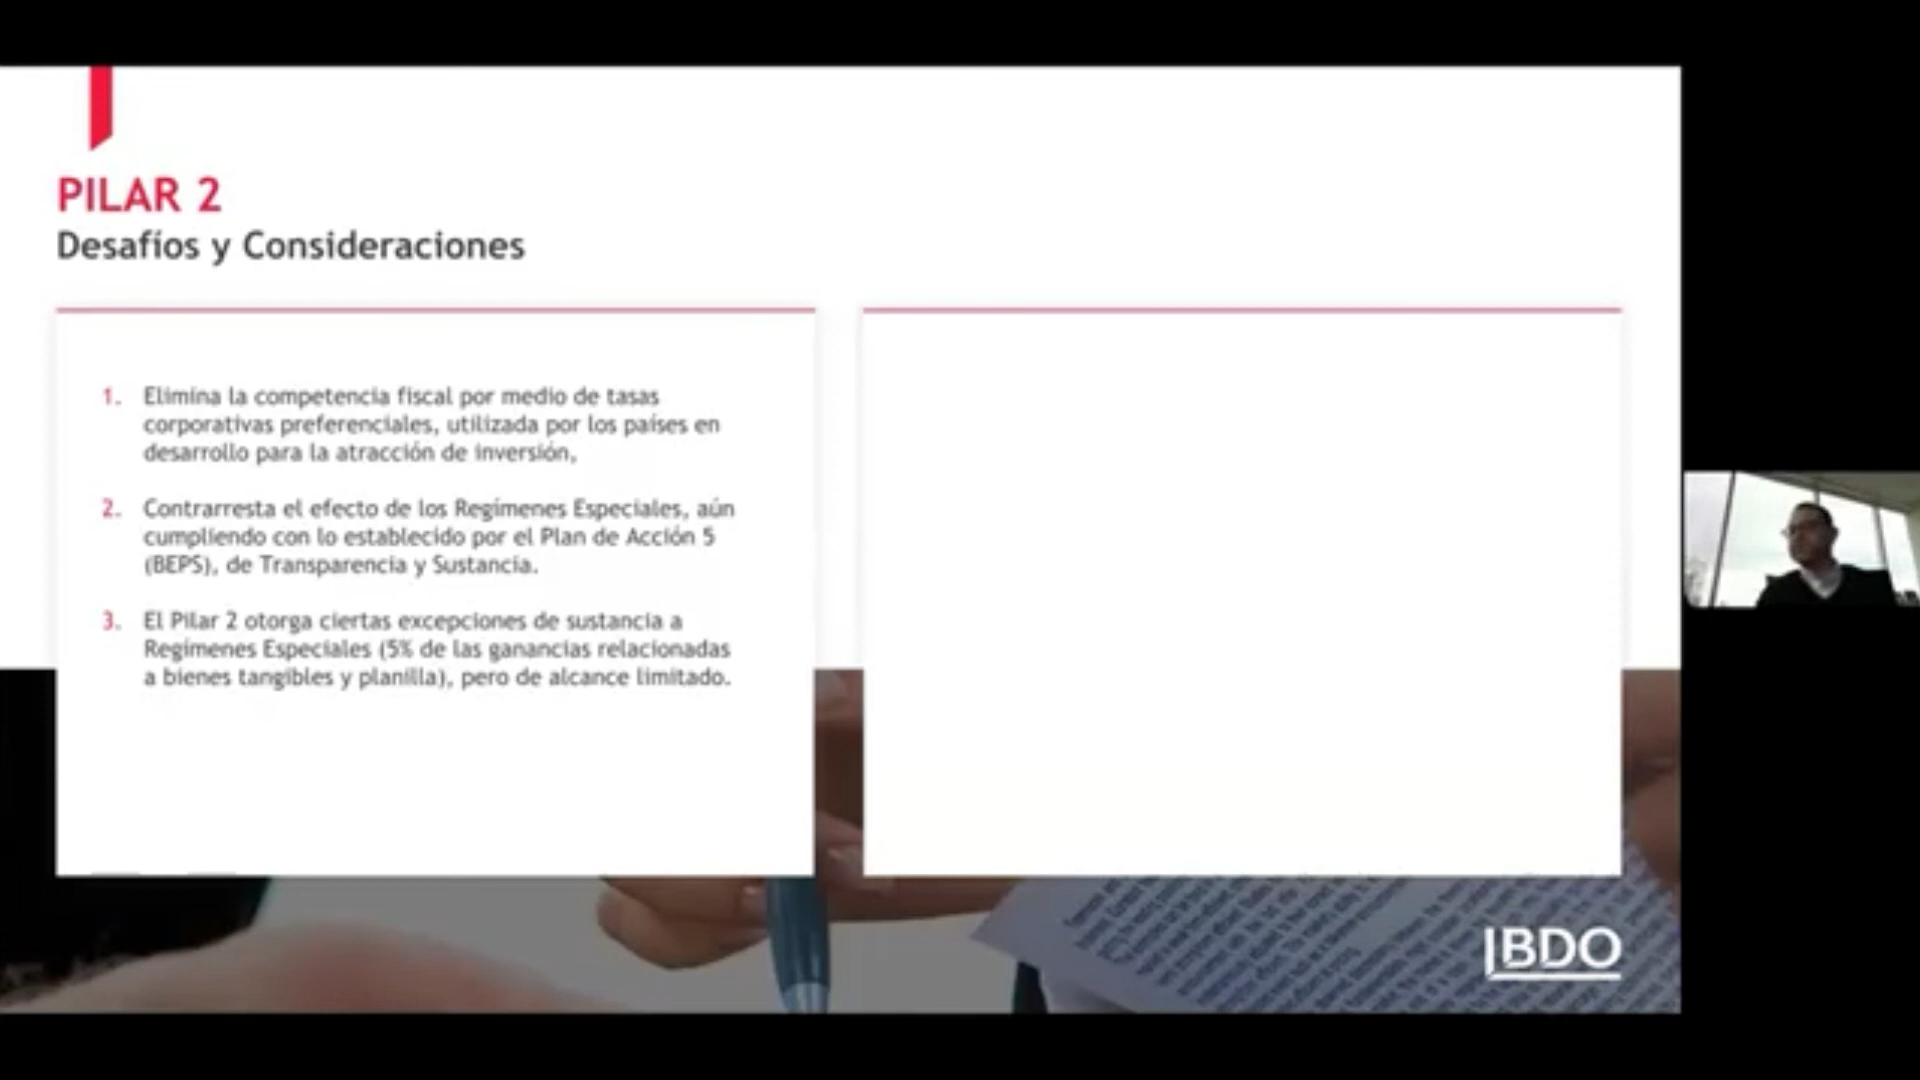 PILAR 2
Desafíos y Consideraciones
1. Elimina la competencia fiscal por medio de tasas
corporativas preferenciales, utilizada por los países en
desarrollo para la atracción de inversión,
2. Contrarresta el efecto de los Regímenes Especiales, aún
cumpliendo con lo establecido por el Plan de Acción 5
(BEPS), de Transparencia y Sustancia.
3. El Pilar 2 otorga ciertas excepciones de sustancia a
Regímenes Especiales (5% de las ganancias relacionadas
a bienes tangibles y planilla), pero de alcance limitado.
BDO